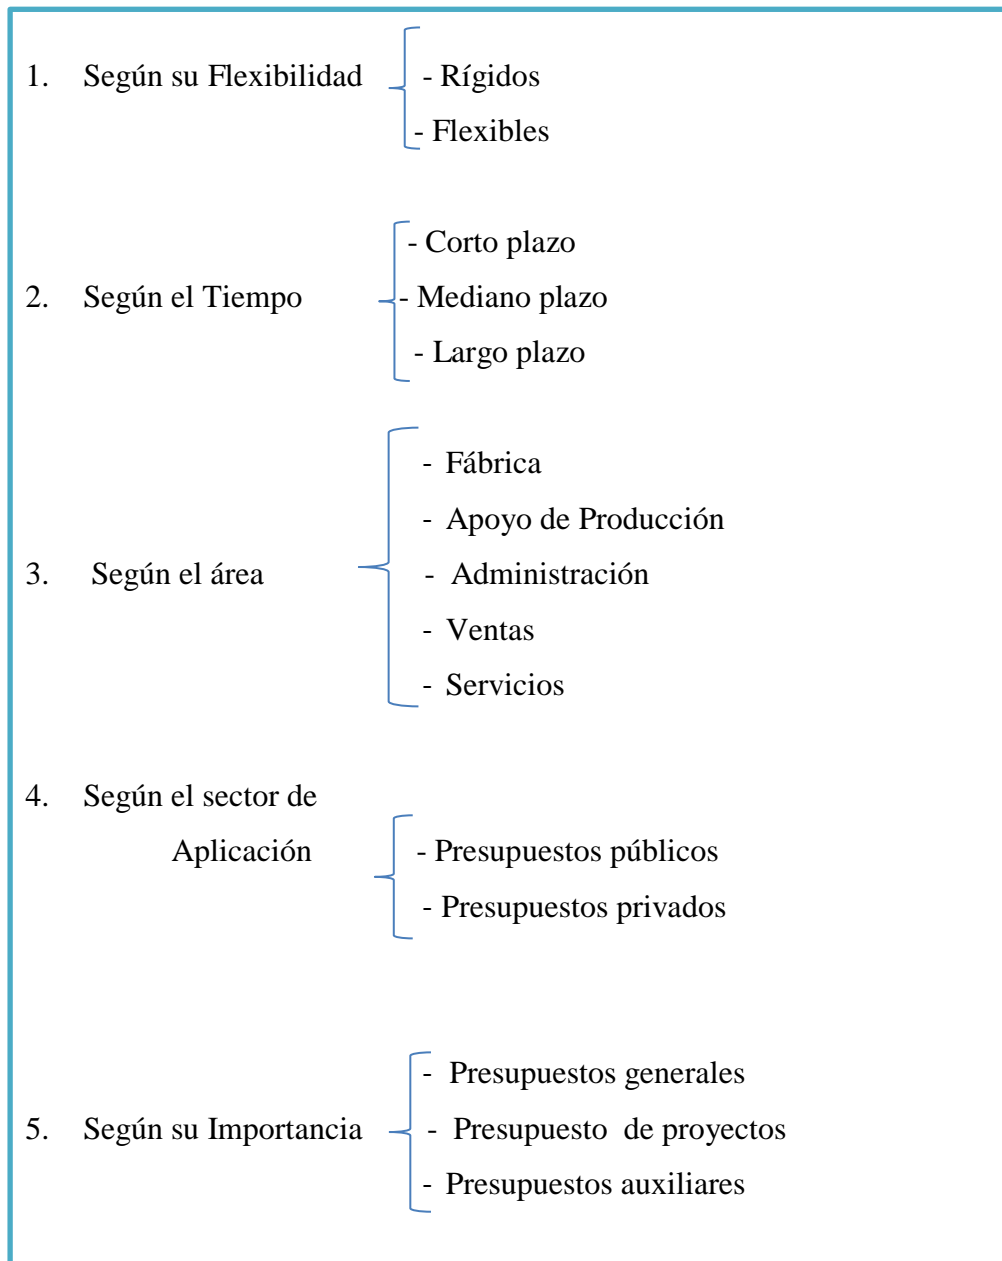 1. Según su Flexibilidad - Rígidos
- Flexibles
- Corto plazo
2. Según el Tiempo - Mediano plazo
- Largo plazo
- Fábrica
- Apoyo de Producción
3. Según el área - Administración
- Ventas
- Servicios
4. Según el sector de
Aplicación - Presupuestos públicos
- Presupuestos privados
- Presupuestos generales
5. Según su Importancia - Presupuesto de proyectos
- Presupuestos auxiliares